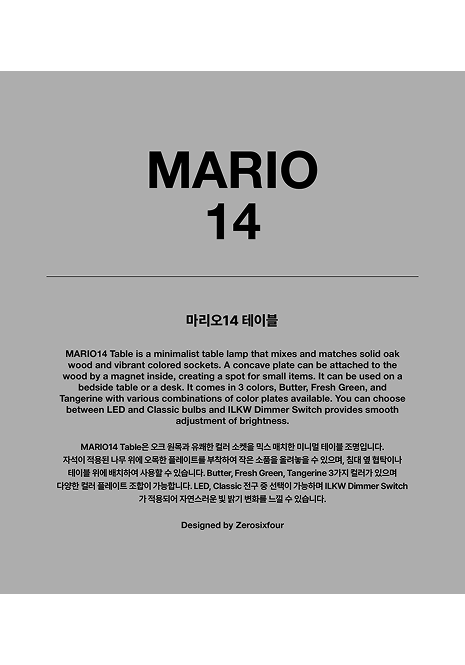 MARIO
14
마리오14 테이블
MARIO14 Table is a minimalist table lamp that mixes and matches solid oak
wood and vibrant colored sockets. A concave plate can be attached to the
wood by a magnet inside, creating a spot for small items. It can be used on a
bedside table or a desk. It comes in 3 colors, Butter, Fresh Green, and
Tangerine with various combinations of color plates available. You can choose
between LED and Classic bulbs and ILKW Dimmer Switch provides smooth
adjustment of brightness.
MARIO14 Table은 오크 원목과 유쾌한 컬러 소켓을 믹스 매치한 미니멀 테이블 조명입니다.
자석이 적용된 나무 위에 오목한 플레이트를 부착하여 작은 소품을 올려놓을 수 있으며, 침대 옆 협탁이나
테이블 위에 배치하여 사용할 수 있습니다. Butter, Fresh Green, Tangerine 3가지 컬러가 있으며
다양한 컬러 플레이트 조합이 가능합니다. LED, Classic 전구 중 선택이 가능하며 ILKW Dimmer Switch
가 적용되어 자연스러운 빛 밝기 변화를 느낄 수 있습니다.
Designed by Zerosixfour